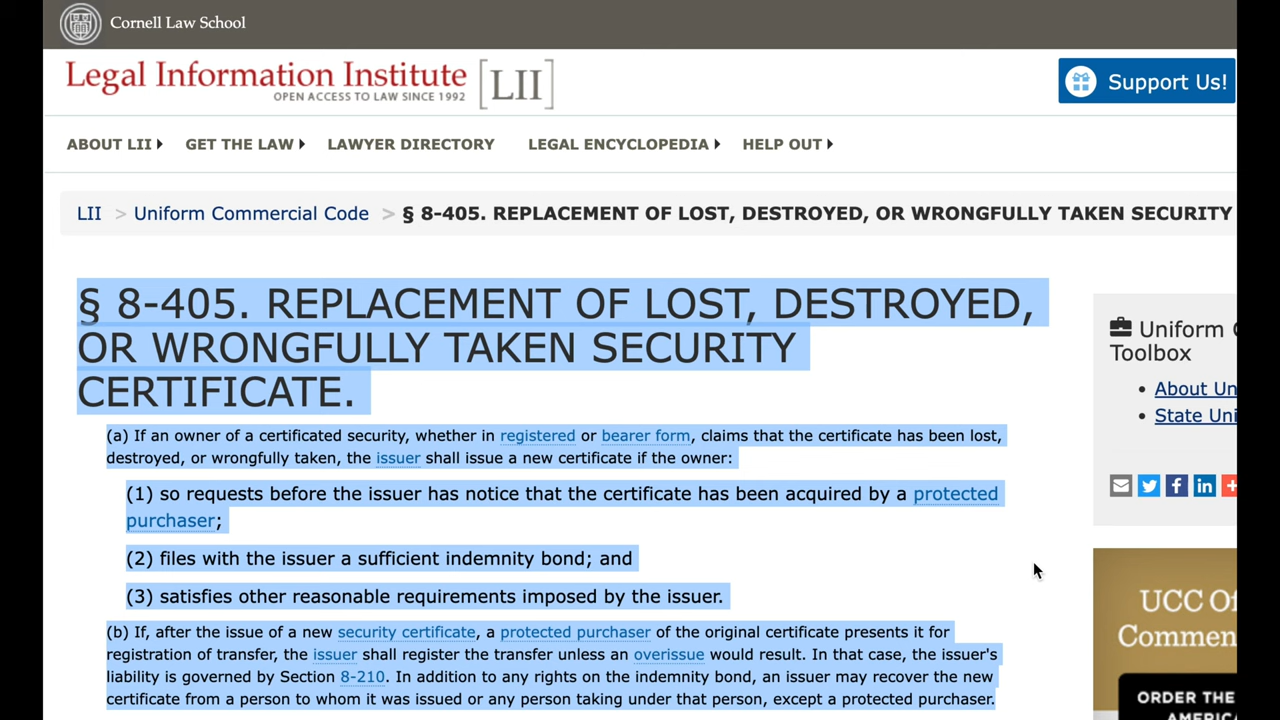 Cornell Law School
Legal Information Institute [LII]
OPEN ACCESS TO LAW SINCE 1992
Support Us!
ABOUT LII GET THE LAW LAWYER DIRECTORY LEGAL ENCYCLOPEDIA HELP OUT
LII > Uniform Commercial Code > § 8-405. REPLACEMENT OF LOST, DESTROYED, OR WRONGFULLY TAKEN SECURITY
§ 8-405. REPLACEMENT OF LOST, DESTROYED,
OR WRONGFULLY TAKEN SECURITY
CERTIFICATE.
(a) If an owner of a certificated security, whether in registered or bearer form, claims that the certificate has been lost,
destroyed, or wrongfully taken, the issuer shall issue a new certificate if the owner:
(1) so requests before the issuer has notice that the certificate has been acquired by a protected
purchaser;
(2) files with the issuer a sufficient indemnity bond; and
(3) satisfies other reasonable requirements imposed by the issuer.
(b) If, after the issue of a new security certificate, a protected purchaser of the original certificate presents it for
registration of transfer, the issuer shall register the transfer unless an overissue would result. In that case, the issuer's
liability is governed by Section 8-210. In addition to any rights on the indemnity bond, an issuer may recover the new
certificate from a person to whom it was issued or any person taking under that person, except a protected purchaser.
Uniform
Toolbox
• About Un
• State Uni
UCC Of
Commen
ORDER THE